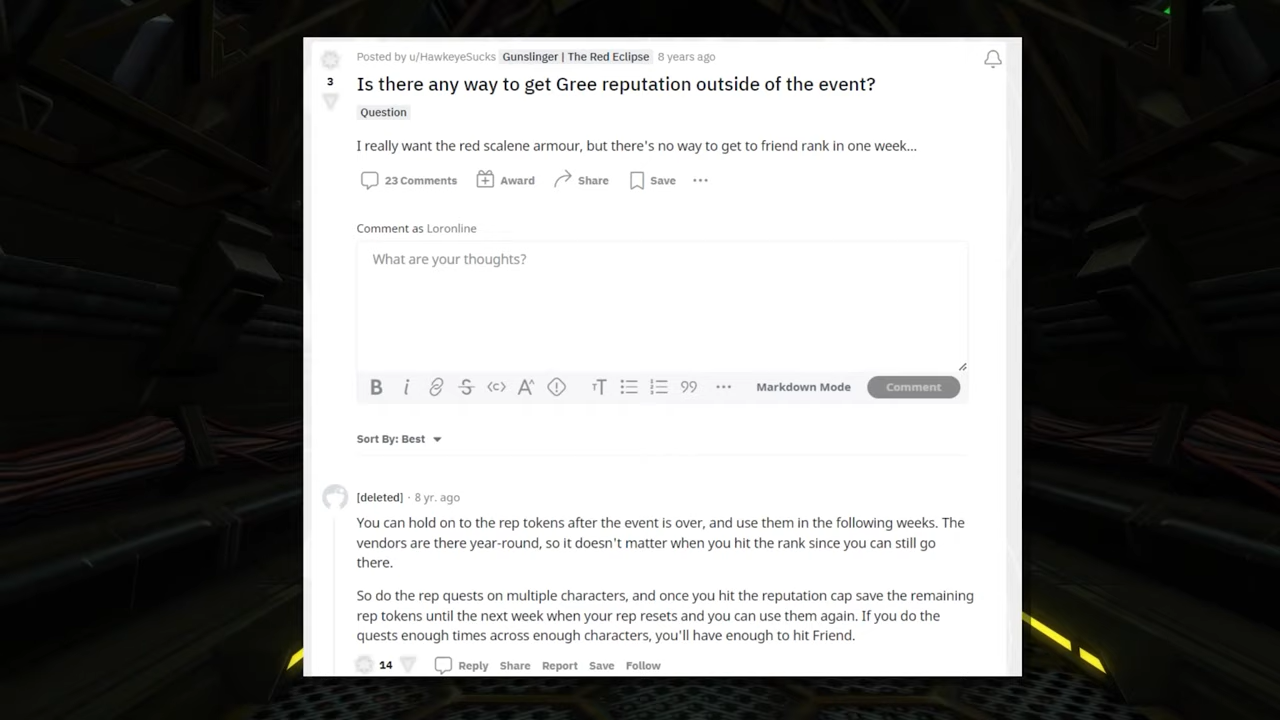 Posted by u/HawkeyeSucks Gunslinger | The Red Eclipse 8 years ago
3
Is there any way to get Gree reputation outside of the event?
Question
I really want the red scalene armour, but there's no way to get to friend rank in one week...
23 Comments Award Share Save ...
Comment as Loronline
What are your thoughts?
Markdown Mode Comment
Sort By: Best
[deleted] · 8 yr. ago
You can hold on to the rep tokens after the event is over, and use them in the following weeks. The
vendors are there year-round, so it doesn't matter when you hit the rank since you can still go
there.
So do the rep quests on multiple characters, and once you hit the reputation cap save the remaining
rep tokens until the next week when your rep resets and you can use them again. If you do the
quests enough times across enough characters, you'll have enough to hit Friend.
14 Reply Share Report Save Follow